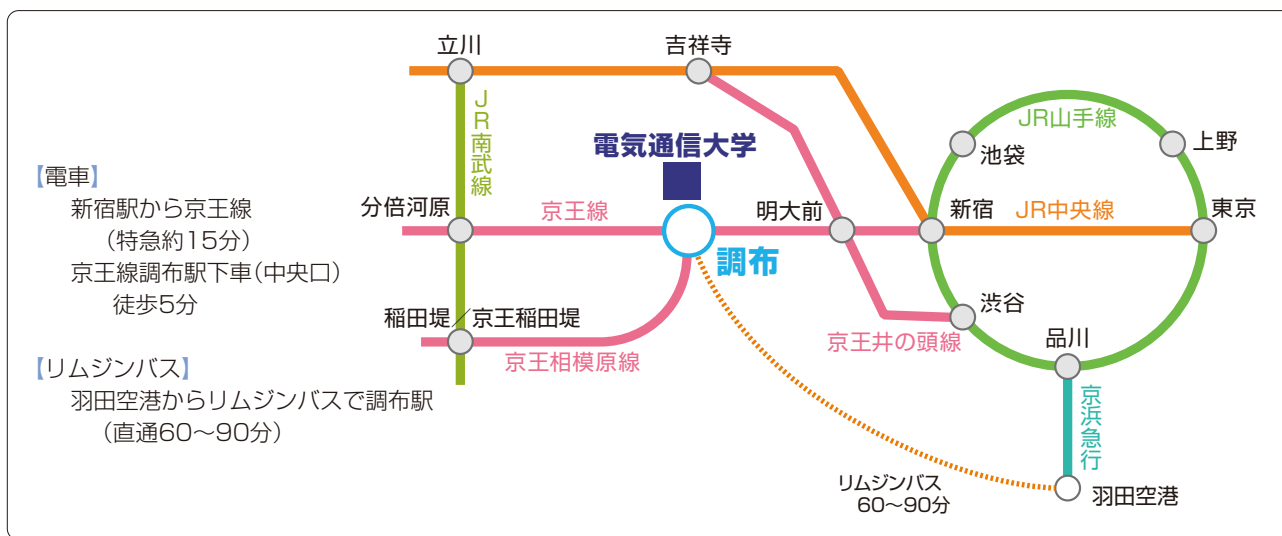 【電車】
新宿駅から京王線
（特急約15分）
京王線調布駅下車（中央口）
徒歩5分
【リムジンバス】
羽田空港からリムジンバスで調布駅
（直通60〜90分）
立川
吉祥寺
JR南武線
電気通信大学
JR山手線
池袋
上野
分倍河原
京王線
明大前
新宿
JR中央線
東京
調布
稲田堤／京王稲田堤
京王相模原線
渋谷
京王井の頭線
品川
京浜急行
リムジンバス
60〜90分
羽田空港